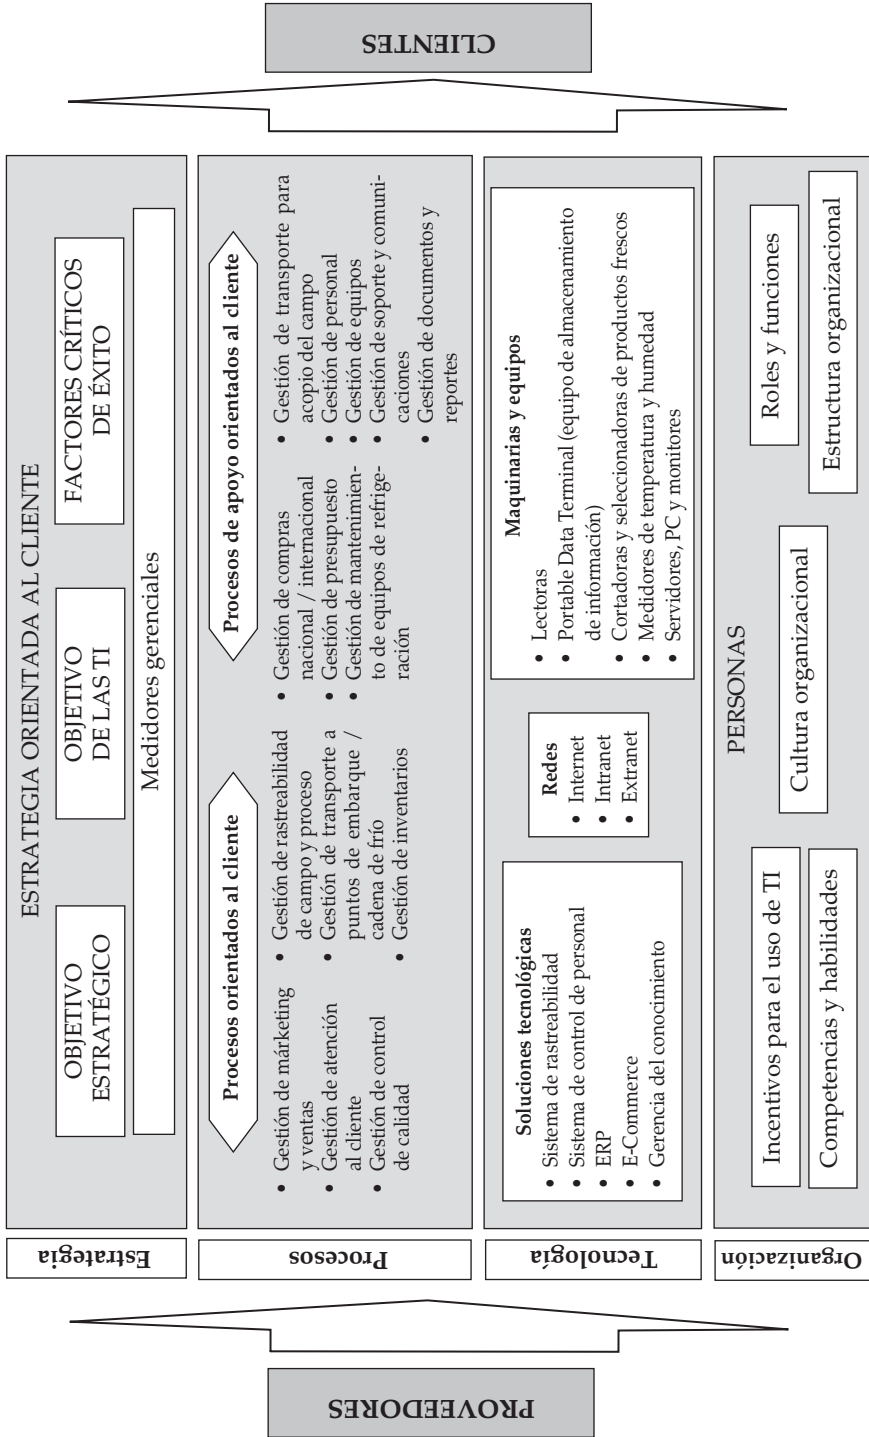 PROVEEDORES
Estrategia
ESTRATEGIA ORIENTADA AL CLIENTE
OBJETIVO
ESTRATÉGICO
OBJETIVO
DE LAS TI
FACTORES CRÍTICOS
DE ÉXITO
Medidores gerenciales
Procesos
Procesos orientados al cliente
• Gestión de márketing
y ventas
• Gestión de atención
al cliente
• Gestión de control
de calidad
• Gestión de rastreabilidad
de campo y proceso
• Gestión de transporte a
puntos de embarque /
cadena de frío
• Gestión de inventarios
Procesos de apoyo orientados al cliente
• Gestión de compras
nacional / internacional
• Gestión de presupuesto
• Gestión de mantenimien-
to de equipos de refrige-
ración
• Gestión de transporte para
acopio del campo
• Gestión de personal
• Gestión de equipos
• Gestión de soporte y comuni-
caciones
• Gestión de documentos y
reportes
Tecnología
Soluciones tecnológicas
• Sistema de rastreabilidad
• Sistema de control de personal
• ERP
• E-Commerce
• Gerencia del conocimiento
Redes
• Internet
• Intranet
• Extranet
Maquinarias y equipos
• Lectoras
• Portable Data Terminal (equipo de almacenamiento
de información)
• Cortadoras y seleccionadoras de productos frescos
• Medidores de temperatura y humedad
• Servidores, PC y monitores
Organización
PERSONAS
Incentivos para el uso de TI
Competencias y habilidades
Cultura organizacional
Roles y funciones
Estructura organizacional
CLIENTES